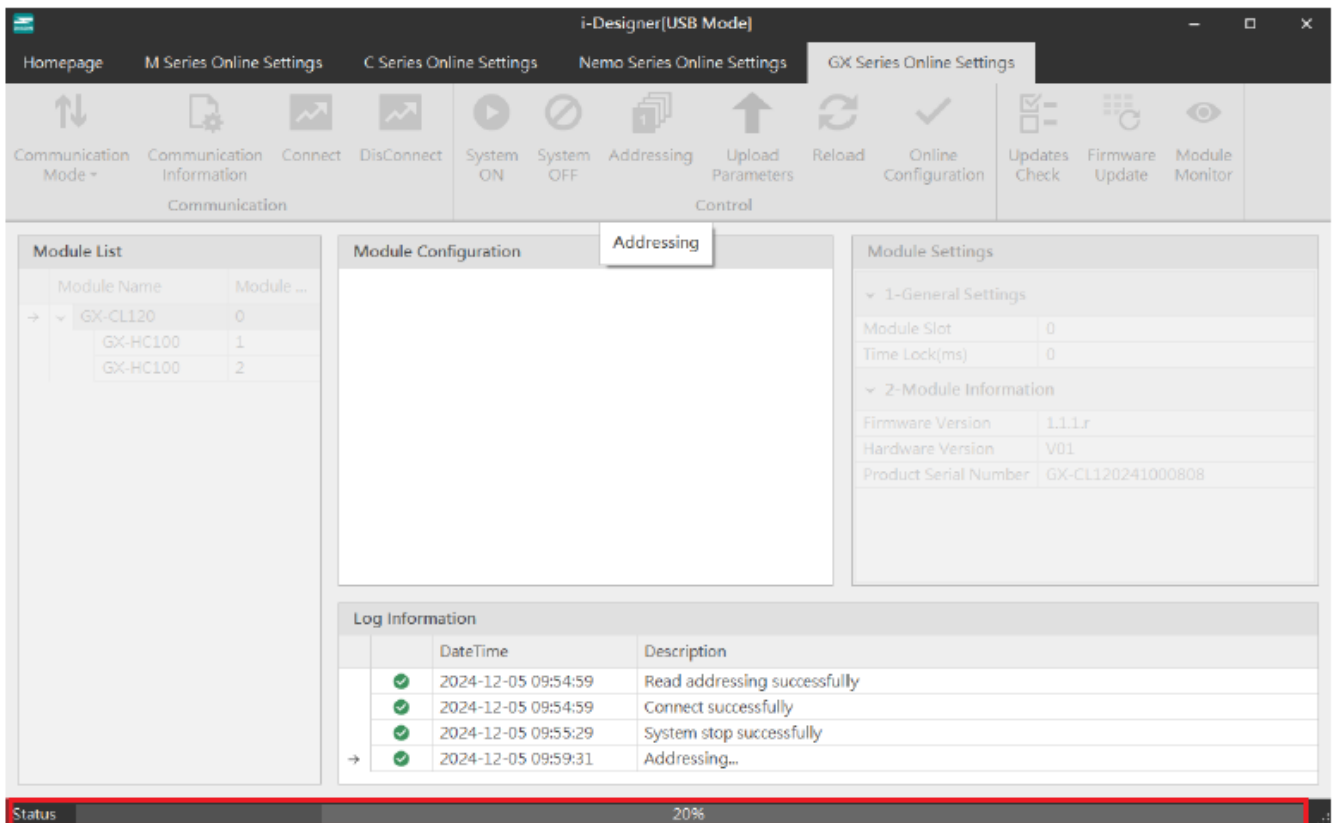 i-Designer[USB Mode]
Homepage M Series Online Settings C Series Online Settings Nemo Series Online Settings GX Series Online Settings
Communication Mode
Communication Information
Connect
DisConnect
System ON
System OFF
Addressing
Upload Parameters
Reload
Online Configuration
Updates Check
Firmware Update
Module Monitor
Communication
Control
Addressing
Module List
Module Name Module ...
GX-CL120 0
GX-HC100 1
GX-HC100 2
Module Configuration
Module Settings
1-General Settings
Module Slot 0
Time Lock(ms) 0
2-Module Information
Firmware Version 1.1.1.r
Hardware Version V01
Product Serial Number GX-CL120241000808
Log Information
DateTime Description
2024-12-05 09:54:59 Read addressing successfully
2024-12-05 09:54:59 Connect successfully
2024-12-05 09:55:29 System stop successfully
2024-12-05 09:59:31 Addressing...
Status 20%